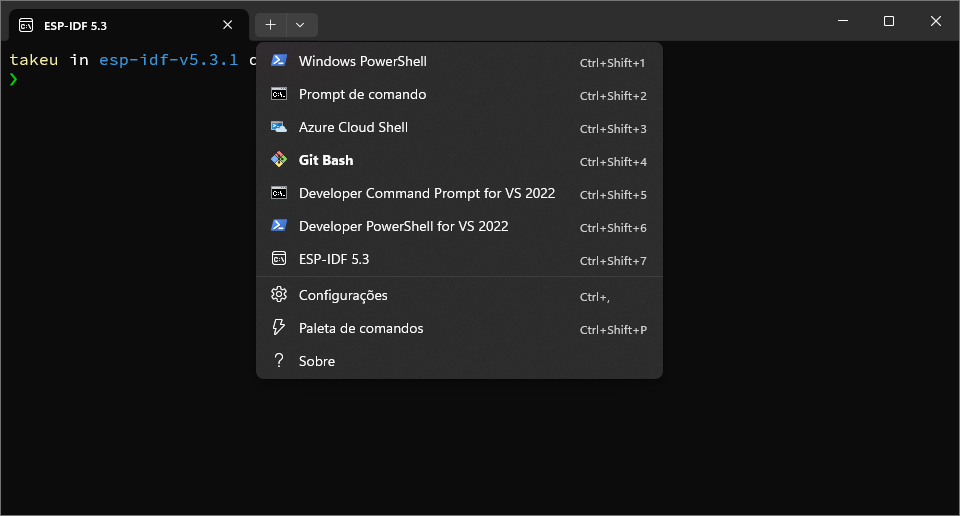 ESP-IDF 5.3
takeu in esp-idf-v5.3.1
❯
Windows PowerShell Ctrl+Shift+1
Prompt de comando Ctrl+Shift+2
Azure Cloud Shell Ctrl+Shift+3
Git Bash Ctrl+Shift+4
Developer Command Prompt for VS 2022 Ctrl+Shift+5
Developer PowerShell for VS 2022 Ctrl+Shift+6
ESP-IDF 5.3 Ctrl+Shift+7
Configurações Ctrl+,
Paleta de comandos Ctrl+Shift+P
Sobre